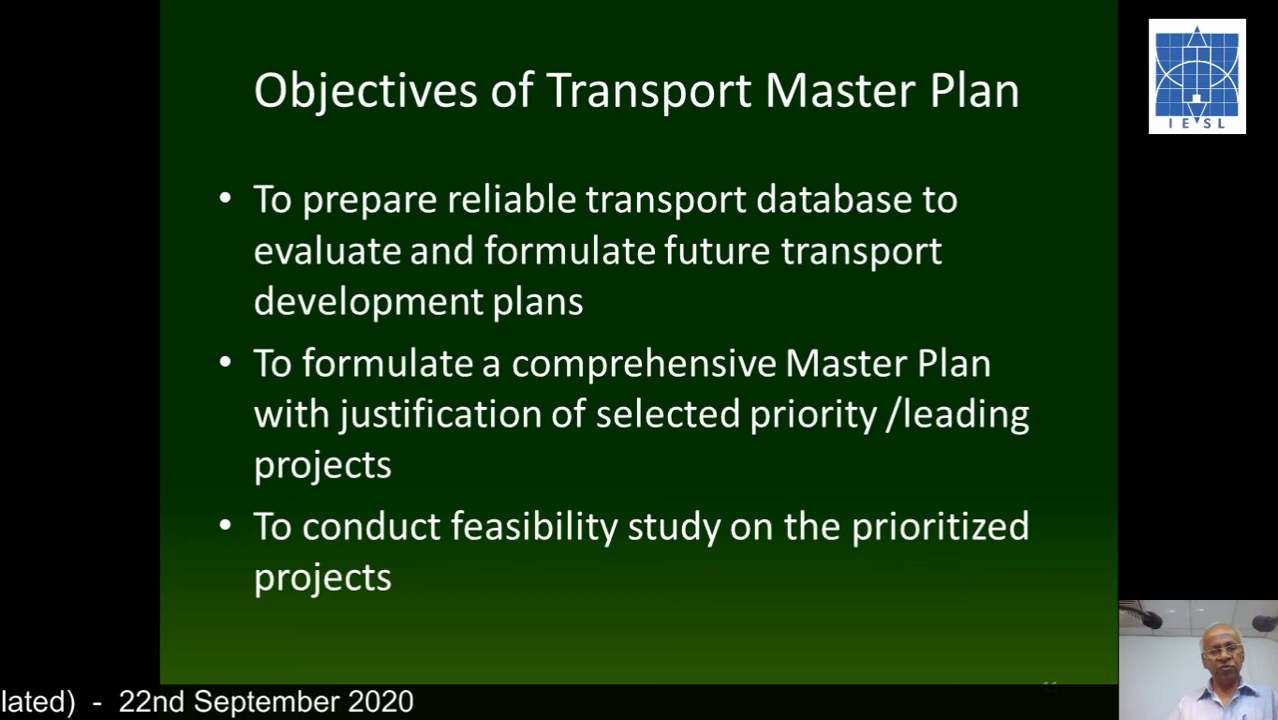 Objectives of Transport Master Plan
• To prepare reliable transport database to
evaluate and formulate future transport
development plans
• To formulate a comprehensive Master Plan
with justification of selected priority /leading
projects
• To conduct feasibility study on the prioritized
projects
IESL
11
lated) - 22nd September 2020